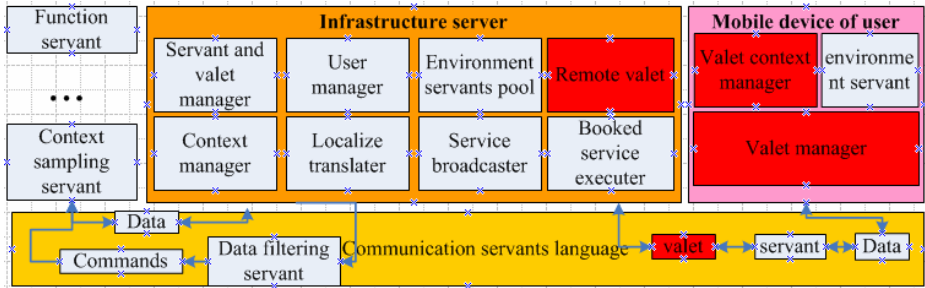 Function
servant
...
Context
sampling
servant
Infrastructure server
Servant and
valet
manager
User
manager
Environment
servants pool
Remote valet
Context
manager
Localize
translater
Service
broadcaster
Booked
service
executer
Mobile device of user
Valet context
manager
environme
nt servant
Valet manager
Data
Commands
Data filtering
servant
Communication servants language
valet
servant
Data